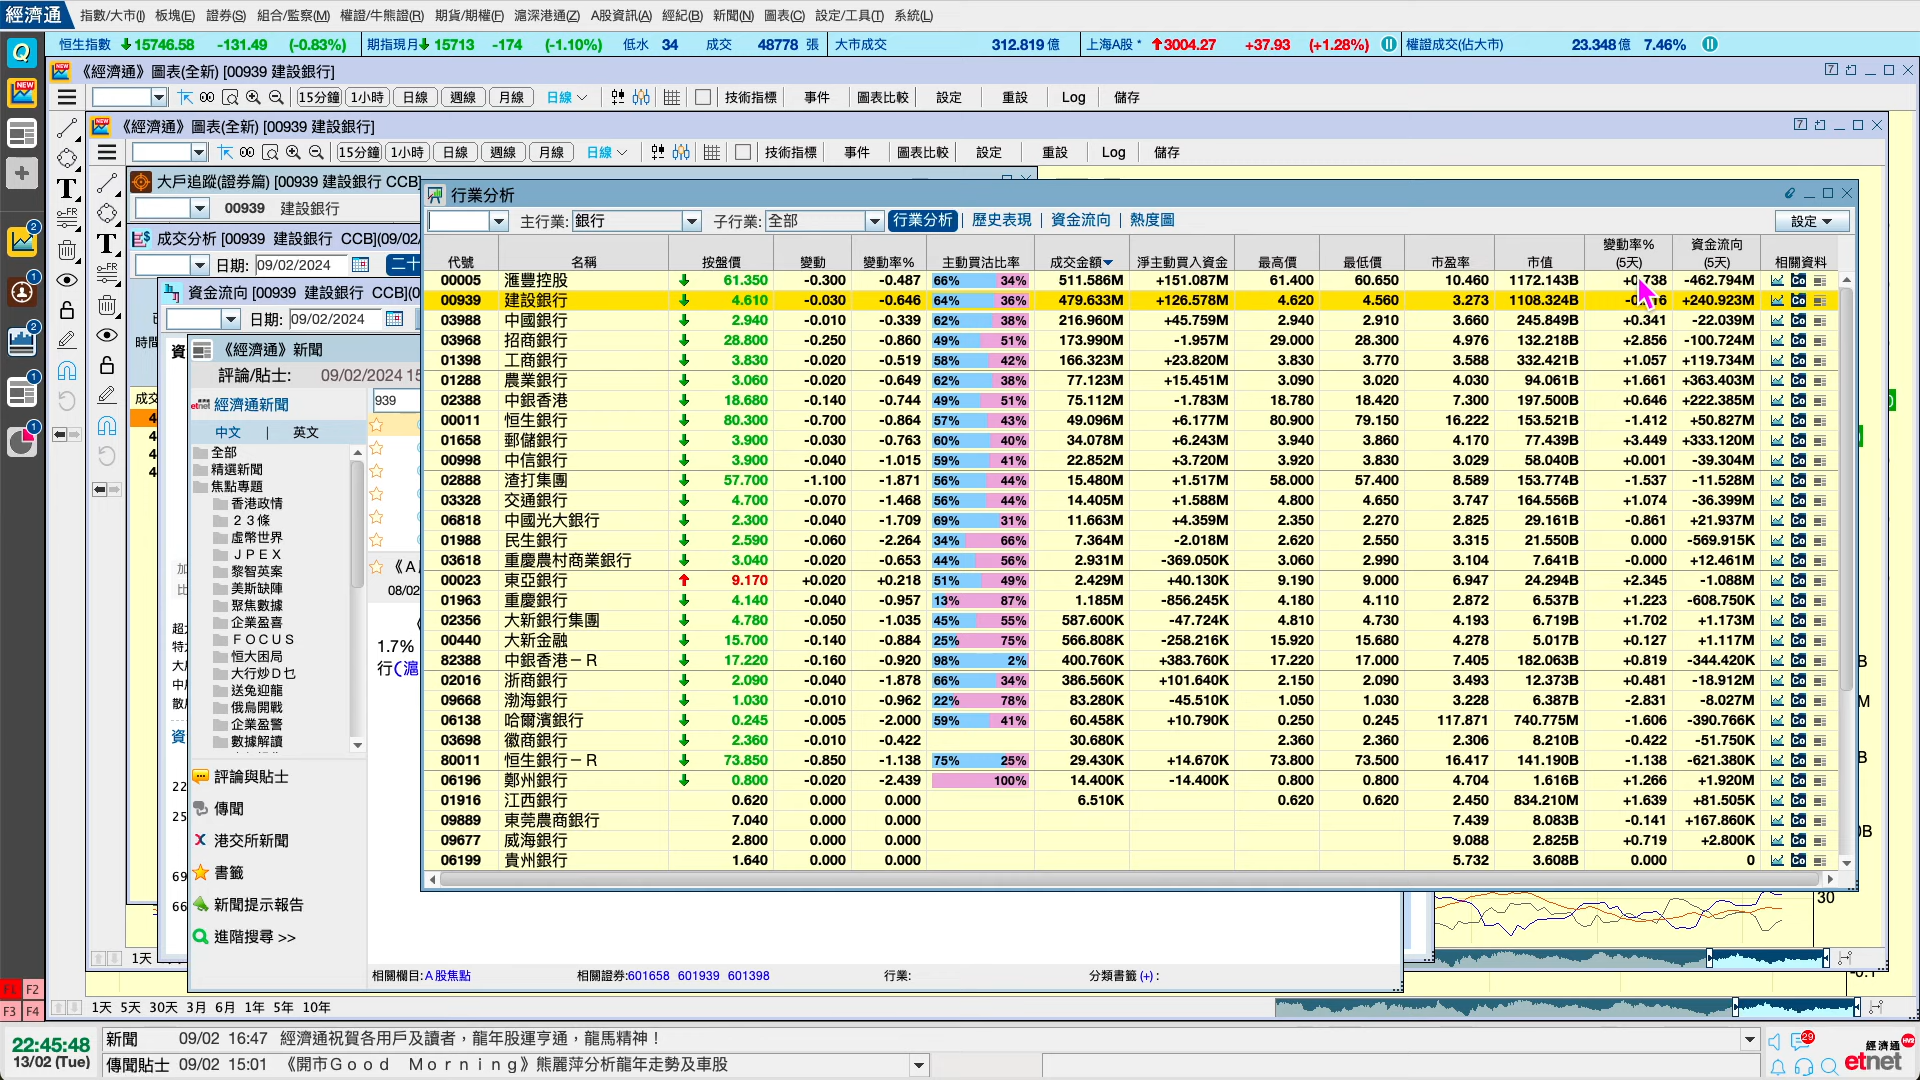 經濟通 指數/大市(I) 板塊(E) 證券(S) 組合/監察(M) 權證/牛熊證(R) 期貨/期權(F) 滬深港通(Z) A股資訊(A) 經紀(B) 新聞(N) 圖表(C) 設定/工具(T) 系統(L)
恒生指數 15746.58 -131.49 (-0.83%) 期指現月 15713 -174 (-1.10%) 低水 34 成交 48778 張 大市成交 312.819 億 上海A股 * 3004.27 +37.93 (+1.28%) 權證成交(佔大市) 23.348 億 7.46%
《經濟通》圖表(全新) [00939 建設銀行]
15分鐘 1小時 日線 週線 月線 日線 技術指標 事件 圖表比較 設定 重設 Log 儲存
《經濟通》圖表(全新) [00939 建設銀行]
15分鐘 1小時 日線 週線 月線 日線 技術指標 事件 圖表比較 設定 重設 Log 儲存
大戶追蹤(證券篇) [00939 建設銀行 CCB]
00939 建設銀行
成交分析 [00939 建設銀行 CCB](09/02/
日期: 09/02/2024 二十
資金流向 [00939 建設銀行 CCB](0
日期: 09/02/2024
《經濟通》新聞
評論/貼士: 09/02/2024 15
經濟通新聞 939
中文 | 英文
全部
精選新聞
焦點專題
香港政情
２３條
虛幣世界
ＪＰＥＸ
黎智英案
美斯缺陣
聚焦數據
企業盈喜
ＦＯＣＵＳ
恒大困局
大行炒Ｄ乜
送兔迎龍
俄烏開戰
企業盈警
數據解讀
評論與貼士
傳聞
港交所新聞
書籤
新聞提示報告
進階搜尋 >>
08/02
1.7%
行(滬
行業分析
主行業: 銀行 子行業: 全部 行業分析 | 歷史表現 | 資金流向 | 熱度圖 設定
代號 名稱 按盤價 變動 變動率% 主動買沽比率 成交金額 淨主動買入資金 最高價 最低價 市盈率 市值 變動率% (5天) 資金流向 (5天) 相關資料
00005 滙豐控股 61.350 -0.300 -0.487 66% 34% 511.586M +151.087M 61.400 60.650 10.460 1172.143B +0.738 -462.794M
00939 建設銀行 4.610 -0.030 -0.646 64% 36% 479.633M +126.578M 4.620 4.560 3.273 1108.324B +240.923M
03988 中國銀行 2.940 -0.010 -0.339 62% 38% 216.960M +45.759M 2.940 2.910 3.660 245.849B +0.341 -22.039M
03968 招商銀行 28.800 -0.250 -0.860 49% 51% 173.990M -1.957M 29.000 28.300 4.976 132.218B +2.856 -100.724M
01398 工商銀行 3.830 -0.020 -0.519 58% 42% 166.323M +23.820M 3.830 3.770 3.588 332.421B +1.057 +119.734M
01288 農業銀行 3.060 -0.020 -0.649 62% 38% 77.123M +15.451M 3.090 3.020 4.030 94.061B +1.661 +363.403M
02388 中銀香港 18.680 -0.140 -0.744 49% 51% 75.112M -1.783M 18.780 18.420 7.300 197.500B +0.646 +222.385M
00011 恒生銀行 80.300 -0.700 -0.864 57% 43% 49.096M +6.177M 80.900 79.150 16.222 153.521B -1.412 +50.827M
01658 郵儲銀行 3.900 -0.030 -0.763 60% 40% 34.078M +6.243M 3.940 3.860 4.170 77.439B +3.449 +333.120M
00998 中信銀行 3.900 -0.040 -1.015 59% 41% 22.852M +3.720M 3.920 3.830 3.029 58.040B +0.001 -39.304M
02888 渣打集團 57.700 -1.100 -1.871 56% 44% 15.480M +1.517M 58.000 57.400 8.589 153.774B -1.537 -11.528M
03328 交通銀行 4.700 -0.070 -1.468 56% 44% 14.405M +1.588M 4.800 4.650 3.747 164.556B +1.074 -36.399M
06818 中國光大銀行 2.300 -0.040 -1.709 69% 31% 11.663M +4.359M 2.350 2.270 2.825 29.161B -0.861 +21.937M
01988 民生銀行 2.590 -0.060 -2.264 34% 66% 7.364M -2.018M 2.620 2.550 3.315 21.550B 0.000 -569.915K
03618 重慶農村商業銀行 3.040 -0.020 -0.653 44% 56% 2.931M -369.050K 3.060 2.990 3.104 7.641B -0.000 +12.461M
00023 東亞銀行 9.170 +0.020 +0.218 51% 49% 2.429M +40.130K 9.190 9.000 6.947 24.294B +2.345 -1.088M
01963 重慶銀行 4.140 -0.040 -0.957 13% 87% 1.185M -856.245K 4.180 4.110 2.872 6.537B +1.223 -608.750K
02356 大新銀行集團 4.780 -0.050 -1.035 45% 55% 587.600K -47.724K 4.810 4.730 4.193 6.719B +1.702 +1.173M
00440 大新金融 15.700 -0.140 -0.884 25% 75% 566.808K -258.216K 15.920 15.680 4.278 5.017B +0.127 +1.117M
82388 中銀香港－Ｒ 17.220 -0.160 -0.920 98% 2% 400.760K +383.760K 17.220 17.000 7.405 182.063B +0.819 -344.420K
02016 浙商銀行 2.090 -0.040 -1.878 66% 34% 386.560K +101.640K 2.150 2.090 3.493 12.373B +0.481 -18.912M
09668 渤海銀行 1.030 -0.010 -0.962 22% 78% 83.280K -45.510K 1.050 1.030 3.228 6.387B -2.831 -8.027M
06138 哈爾濱銀行 0.245 -0.005 -2.000 59% 41% 60.458K +10.790K 0.250 0.245 117.871 740.775M -1.606 -390.766K
03698 徽商銀行 2.360 -0.010 -0.422 30.680K 2.360 2.360 2.306 8.210B -0.422 -51.750K
80011 恒生銀行－Ｒ 73.850 -0.850 -1.138 75% 25% 29.430K +14.670K 73.800 73.500 16.417 141.190B -1.138 -621.380K
06196 鄭州銀行 0.800 -0.020 -2.439 100% 14.400K -14.400K 0.800 0.800 4.704 1.616B +1.266 +1.920M
01916 江西銀行 0.620 0.000 0.000 6.510K 0.620 0.620 2.450 834.210M +1.639 +81.505K
09889 東莞農商銀行 7.040 0.000 0.000 7.439 8.083B -0.141 +167.860K
09677 威海銀行 2.800 0.000 0.000 9.088 2.825B +0.719 +2.800K
06199 貴州銀行 1.640 0.000 0.000 5.732 3.608B 0.000 0
30
相關欄目:A股焦點 相關證券:601658 601939 601398 行業: 分類書籤 (+) :
1天
1天 5天 30天 3月 6月 1年 5年 10年
F1 F2
F3 F4
22:45:48
13/02 (Tue)
新聞 09/02 16:47 經濟通祝賀各用戶及讀者，龍年股運亨通，龍馬精神！
傳聞貼士 09/02 15:01 《開市Ｇｏｏｄ Ｍｏｒｎｉｎｇ》熊麗萍分析龍年走勢及車股
29
經濟通
etnet